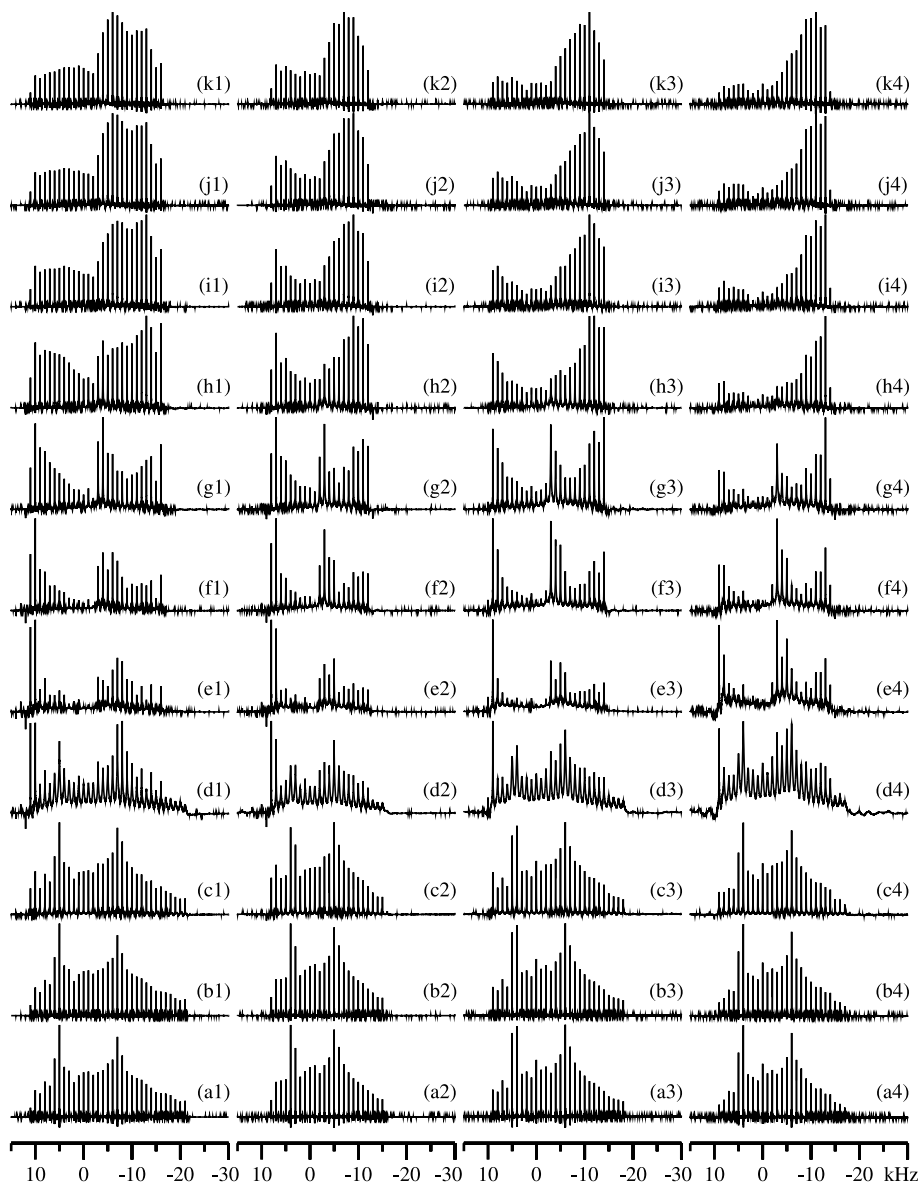 (k1) (k2) (k3) (k4)
(j1) (j2) (j3) (j4)
(i1) (i2) (i3) (i4)
(h1) (h2) (h3) (h4)
(g1) (g2) (g3) (g4)
(f1) (f2) (f3) (f4)
(e1) (e2) (e3) (e4)
(d1) (d2) (d3) (d4)
(c1) (c2) (c3) (c4)
(b1) (b2) (b3) (b4)
(a1) (a2) (a3) (a4)
10 0 -10 -20 -30 10 0 -10 -20 -30 10 0 -10 -20 -30 10 0 -10 -20 kHz